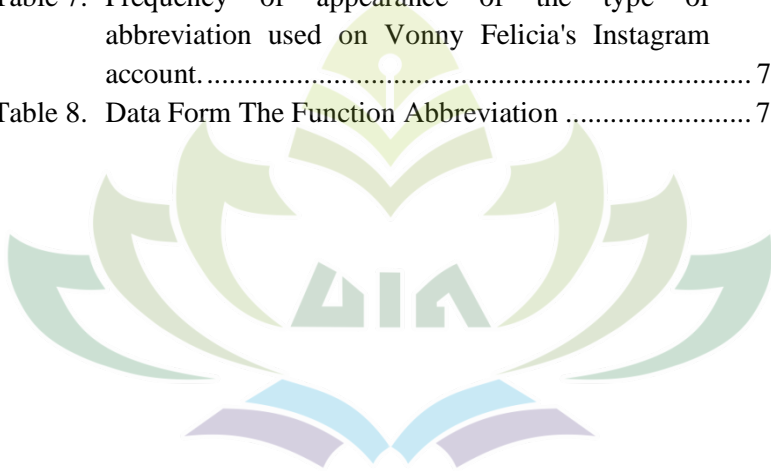 Table 7. Frequency of appearance of the type of
abbreviation used on Vonny Felicia's Instagram
account. ............................................................. 7
Table 8. Data Form The Function Abbreviation ......................... 7
UIN